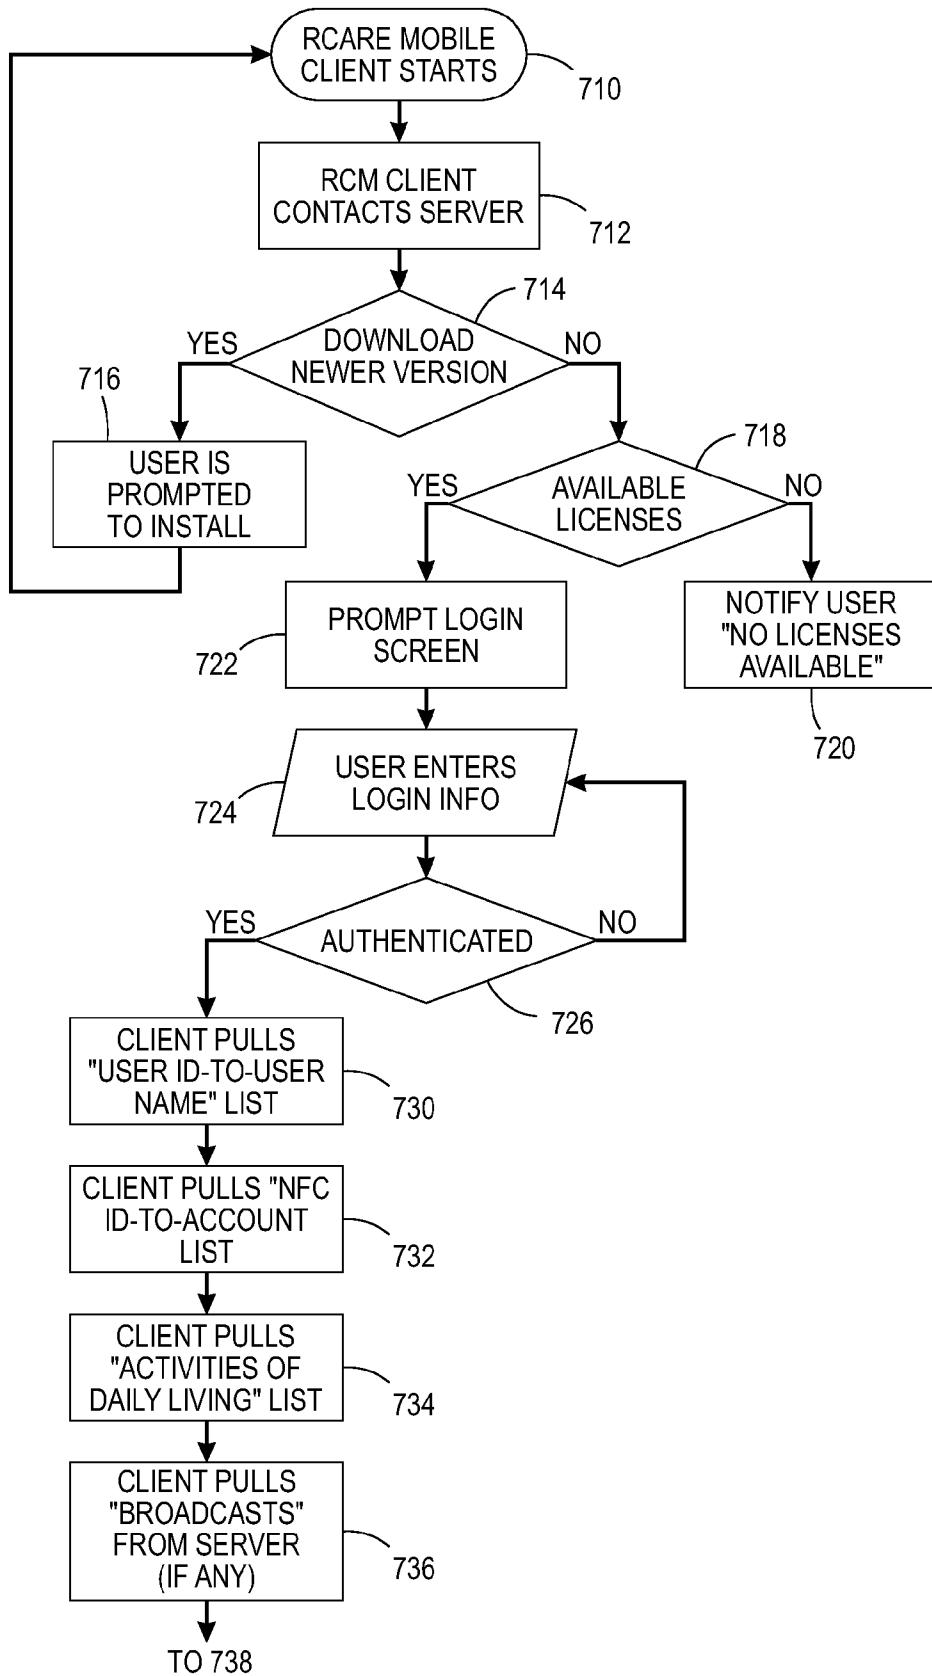 RCARE MOBILE
CLIENT STARTS
710
RCM CLIENT
CONTACTS SERVER
712
714
DOWNLOAD
NEWER VERSION
YES
NO
716
USER IS
PROMPTED
TO INSTALL
718
AVAILABLE
LICENSES
YES
NO
PROMPT LOGIN
SCREEN
722
NOTIFY USER
"NO LICENSES
AVAILABLE"
720
USER ENTERS
LOGIN INFO
724
YES
AUTHENTICATED
NO
726
CLIENT PULLS
"USER ID-TO-USER
NAME" LIST
730
CLIENT PULLS "NFC
ID-TO-ACCOUNT
LIST
732
CLIENT PULLS
"ACTIVITIES OF
DAILY LIVING" LIST
734
CLIENT PULLS
"BROADCASTS"
FROM SERVER
(IF ANY)
736
TO 738